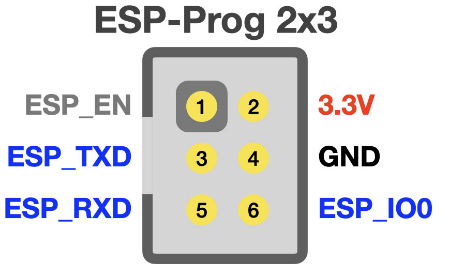 ESP-Prog 2x3
ESP_EN 1 2 3.3V
ESP_TXD 3 4 GND
ESP_RXD 5 6 ESP_IO0